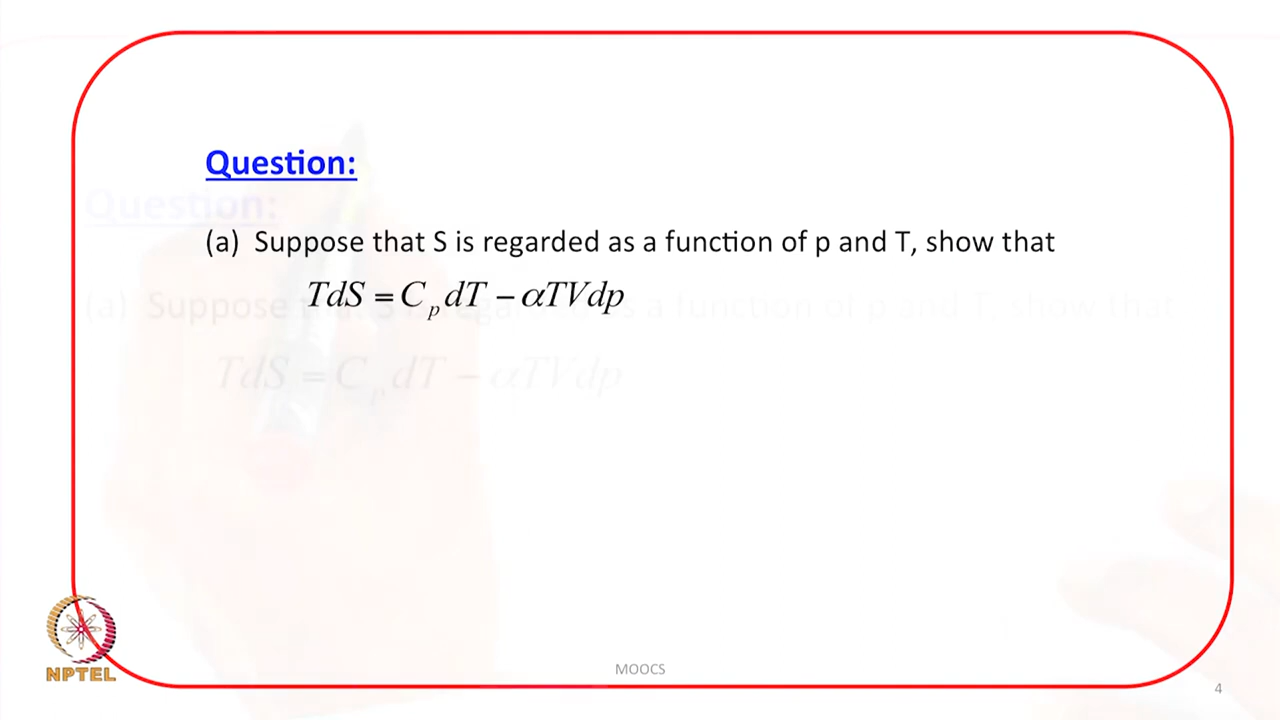 Question:
(a) Suppose that S is regarded as a function of p and T, show that
TdS = C_p dT − αTVdp
NPTEL
MOOCS
4